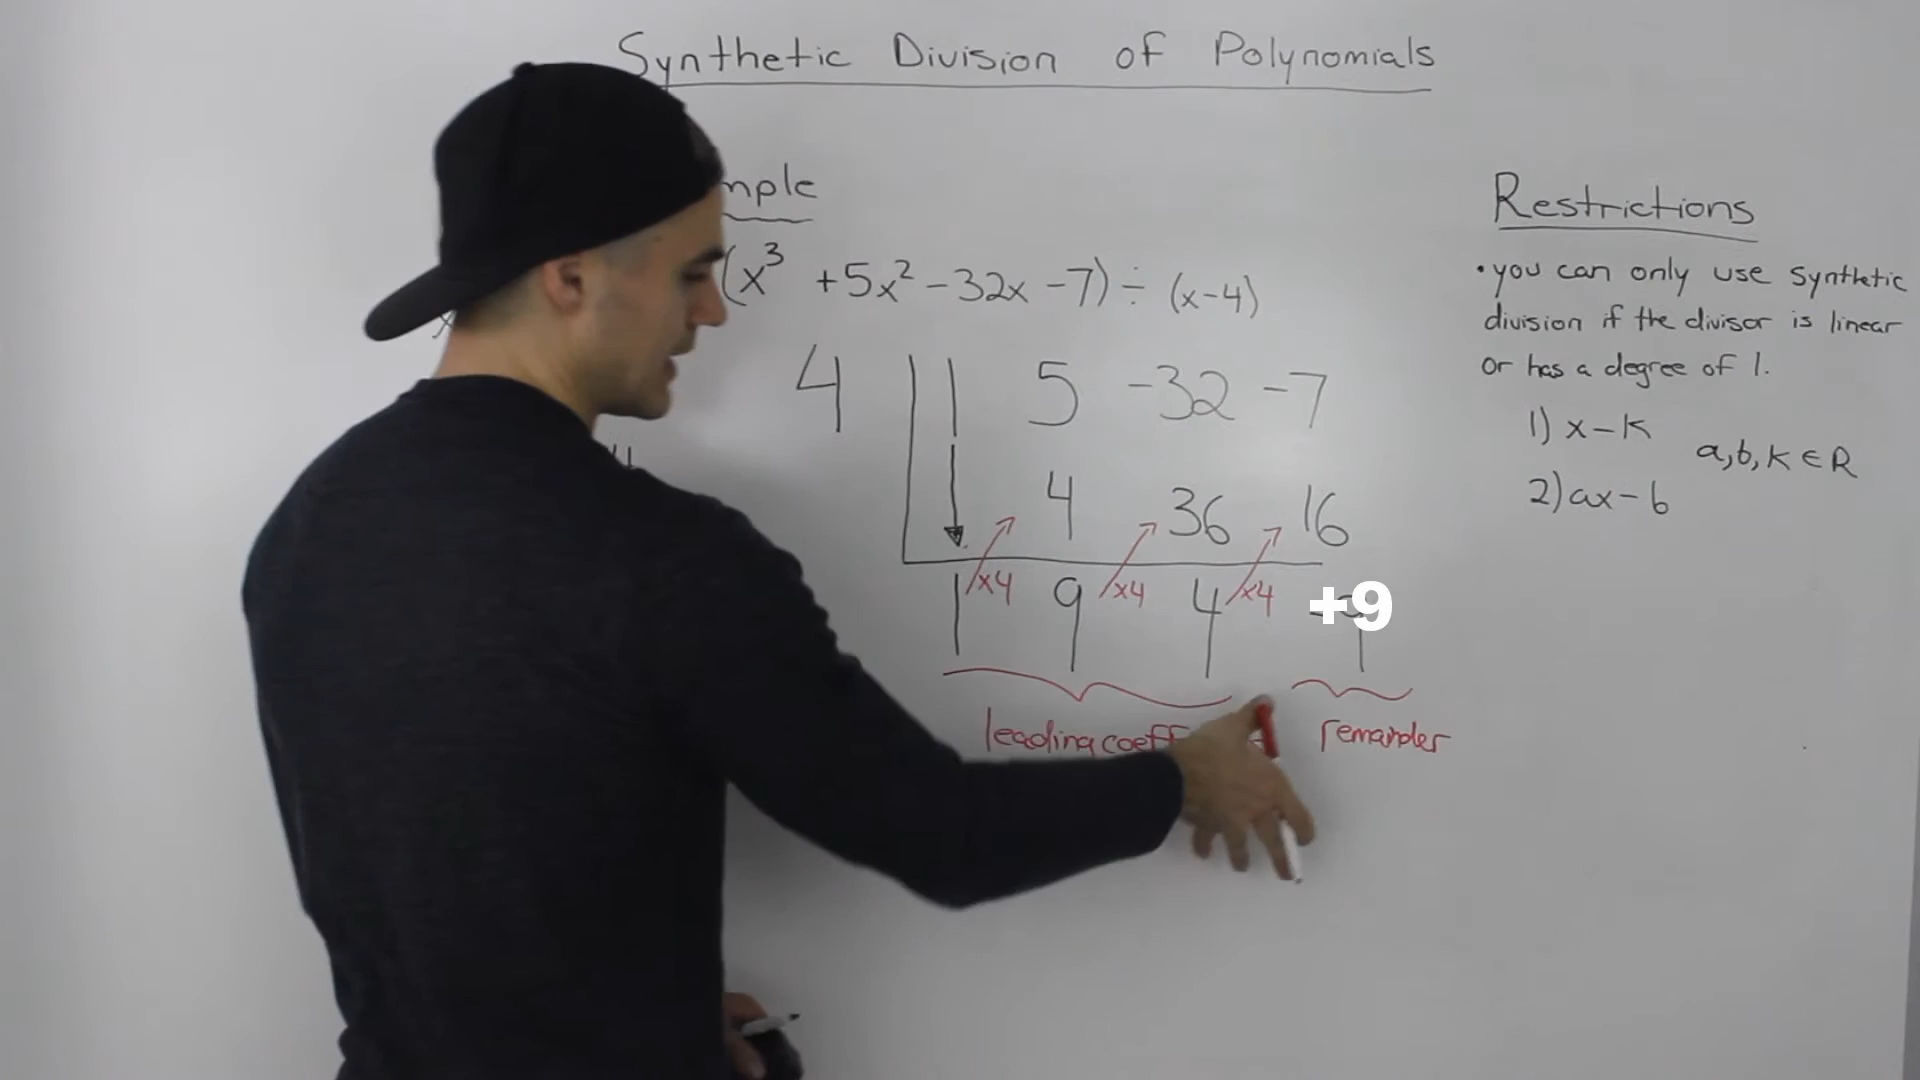 Synthetic Division of Polynomials
mple
(x³ +5x² -32x -7) ÷ (x-4)
4 1 5 -32 -7
4 36 16
x4 x4 x4
1 9 4 +9
leading coeff
remainder
Restrictions
•you can only use synthetic
division if the divisor is linear
or has a degree of 1.
1) x-k
a,b,k ∈ R
2) ax-b